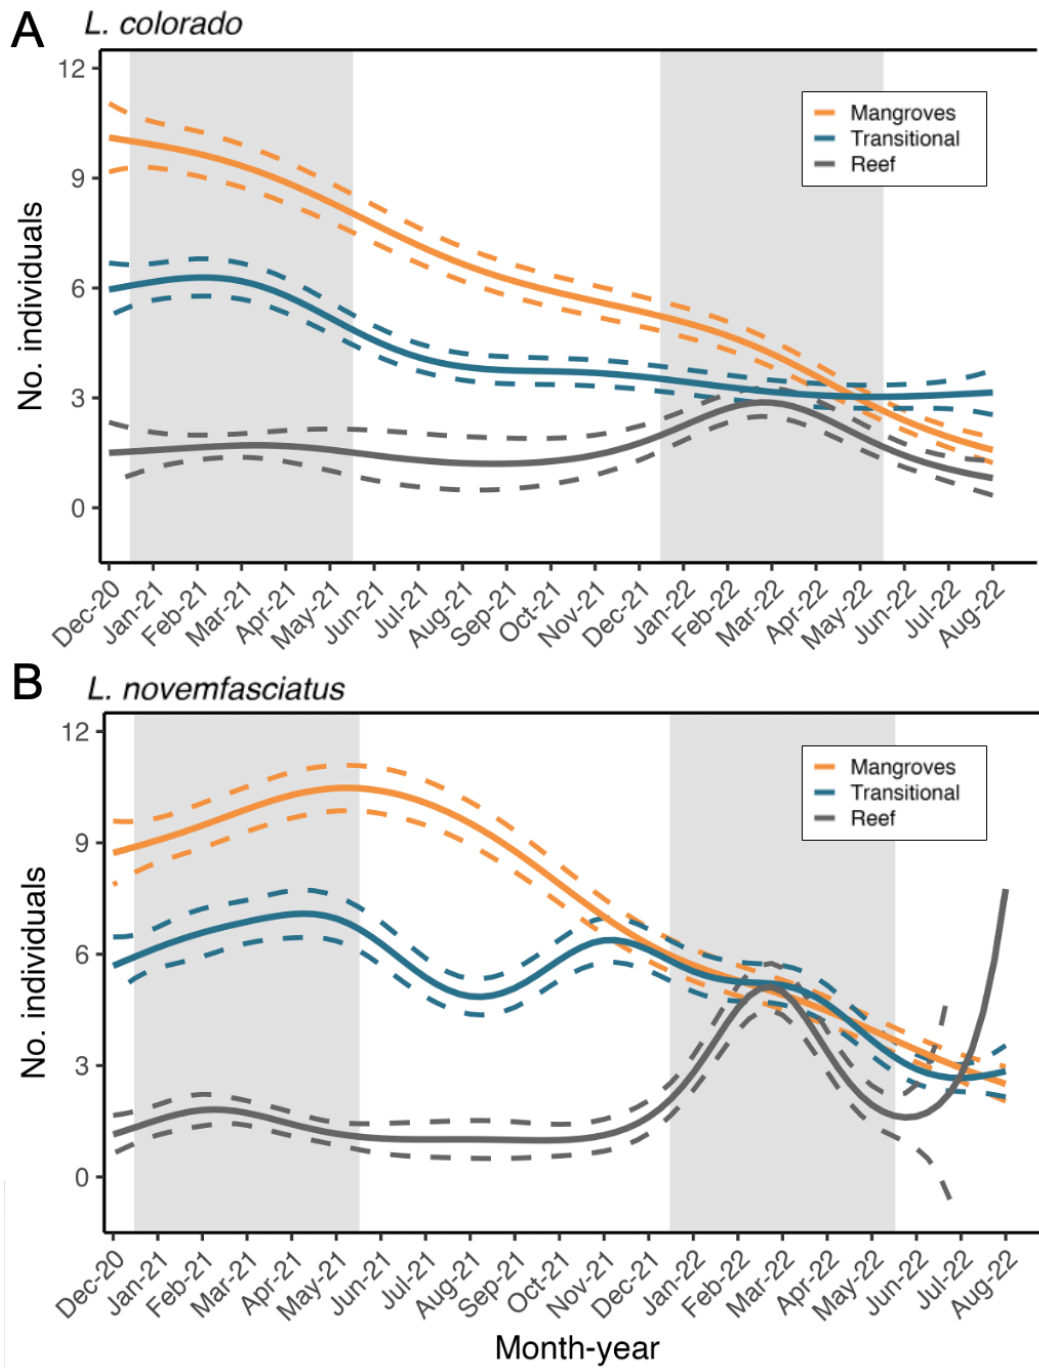 A L. colorado
12
9
6
3
0
No. individuals
Mangroves
Transitional
Reef
Dec-20 Jan-21 Feb-21 Mar-21 Apr-21 May-21 Jun-21 Jul-21 Aug-21 Sep-21 Oct-21 Nov-21 Dec-21 Jan-22 Feb-22 Mar-22 Apr-22 May-22 Jun-22 Jul-22 Aug-22
B L. novemfasciatus
12
9
6
3
0
No. individuals
Mangroves
Transitional
Reef
Dec-20 Jan-21 Feb-21 Mar-21 Apr-21 May-21 Jun-21 Jul-21 Aug-21 Sep-21 Oct-21 Nov-21 Dec-21 Jan-22 Feb-22 Mar-22 Apr-22 May-22 Jun-22 Jul-22 Aug-22
Month-year